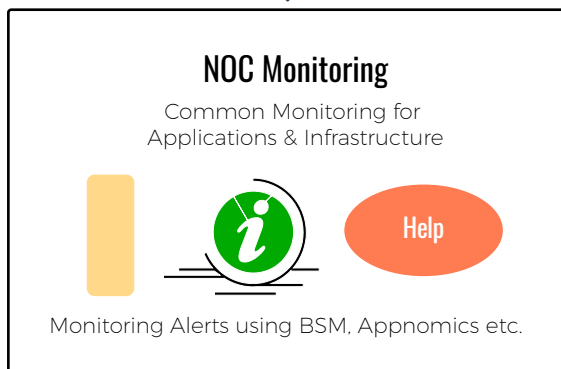 NOC Monitoring
Common Monitoring for
Applications & Infrastructure
i
Help
Monitoring Alerts using BSM, Appnomics etc.